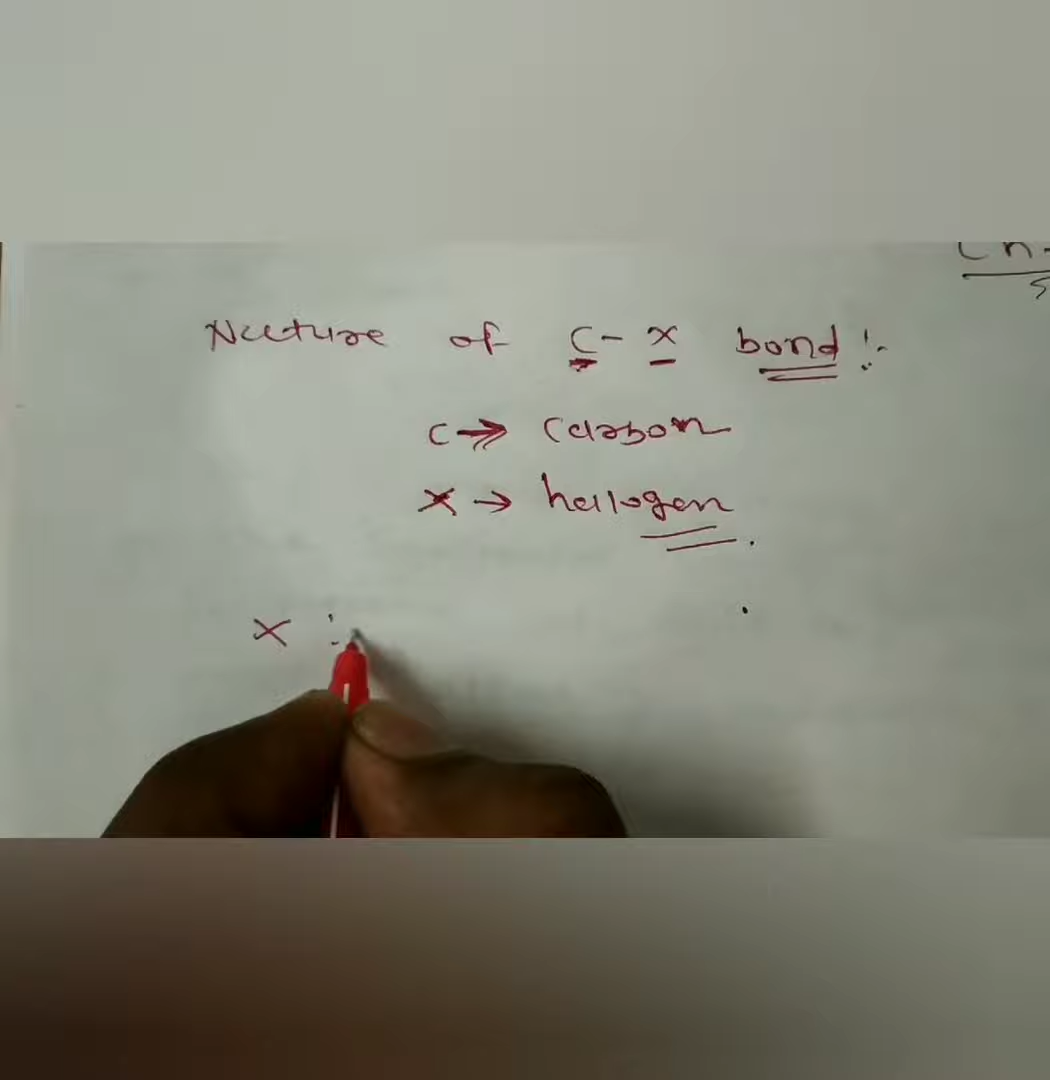 Nature of C - X bond :-
C → Carbon
X → halogen
X :